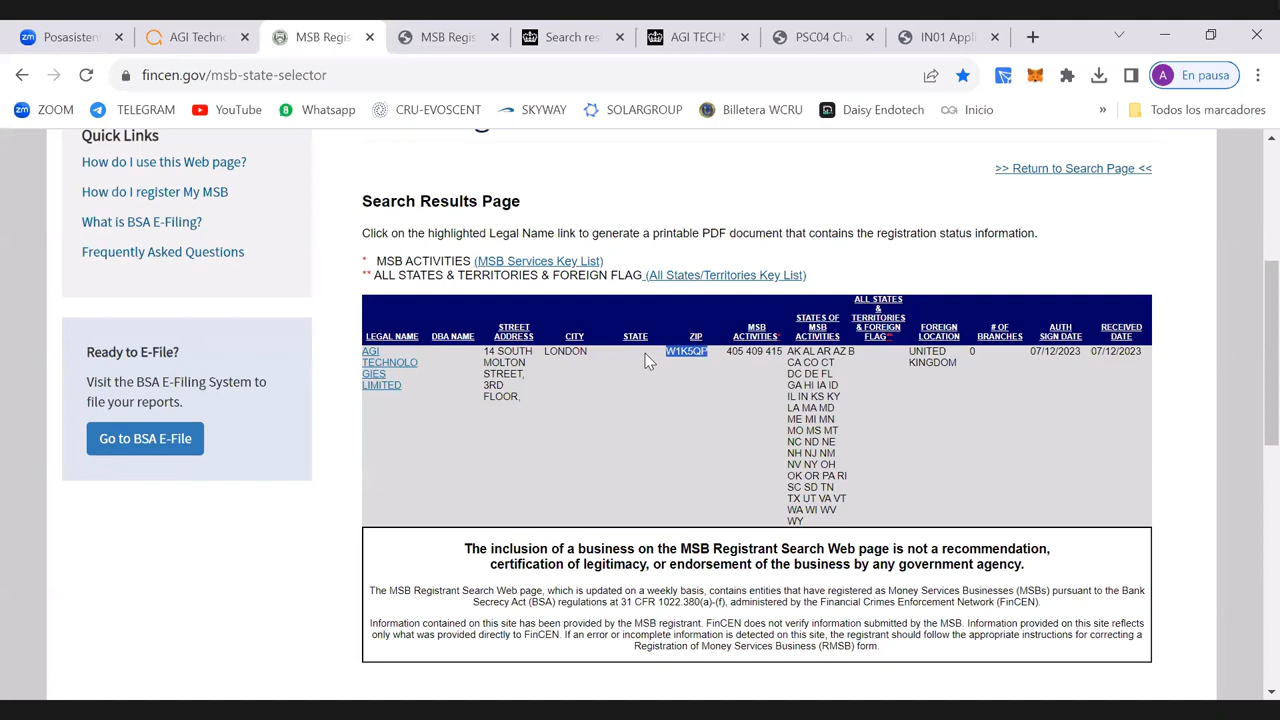 Posasisten
AGI Techno
MSB Regis
MSB Regis
Search res
AGI TECHN
PSC04 Cha
IN01 Appli
fincen.gov/msb-state-selector
A En pausa
ZOOM TELEGRAM YouTube Whatsapp CRU-EVOSCENT SKYWAY SOLARGROUP Billetera WCRU Daisy Endotech Inicio » Todos los marcadores
Quick Links
How do I use this Web page?
How do I register My MSB
What is BSA E-Filing?
Frequently Asked Questions
Ready to E-File?
Visit the BSA E-Filing System to
file your reports.
Go to BSA E-File
>> Return to Search Page <<
Search Results Page
Click on the highlighted Legal Name link to generate a printable PDF document that contains the registration status information.
* MSB ACTIVITIES (MSB Services Key List)
** ALL STATES & TERRITORIES & FOREIGN FLAG (All States/Territories Key List)
LEGAL NAME
DBA NAME
STREET
ADDRESS
CITY
STATE
ZIP
MSB
ACTIVITIES*
STATES OF
MSB
ACTIVITIES
ALL STATES
&
TERRITORIES
& FOREIGN
FLAG**
FOREIGN
LOCATION
# OF
BRANCHES
AUTH
SIGN DATE
RECEIVED
DATE
AGI
TECHNOLO
GIES
LIMITED
14 SOUTH
MOLTON
STREET,
3RD
FLOOR,
LONDON
W1K5QP
405 409 415
AK AL AR AZ
CA CO CT
DC DE FL
GA HI IA ID
IL IN KS KY
LA MA MD
ME MI MN
MO MS MT
NC ND NE
NH NJ NM
NV NY OH
OK OR PA RI
SC SD TN
TX UT VA VT
WA WI WV
WY
B
UNITED
KINGDOM
0
07/12/2023
07/12/2023
The inclusion of a business on the MSB Registrant Search Web page is not a recommendation,
certification of legitimacy, or endorsement of the business by any government agency.
The MSB Registrant Search Web page, which is updated on a weekly basis, contains entities that have registered as Money Services Businesses (MSBs) pursuant to the Bank
Secrecy Act (BSA) regulations at 31 CFR 1022.380(a)-(f), administered by the Financial Crimes Enforcement Network (FinCEN).
Information contained on this site has been provided by the MSB registrant. FinCEN does not verify information submitted by the MSB. Information provided on this site reflects
only what was provided directly to FinCEN. If an error or incomplete information is detected on this site, the registrant should follow the appropriate instructions for correcting a
Registration of Money Services Business (RMSB) form.